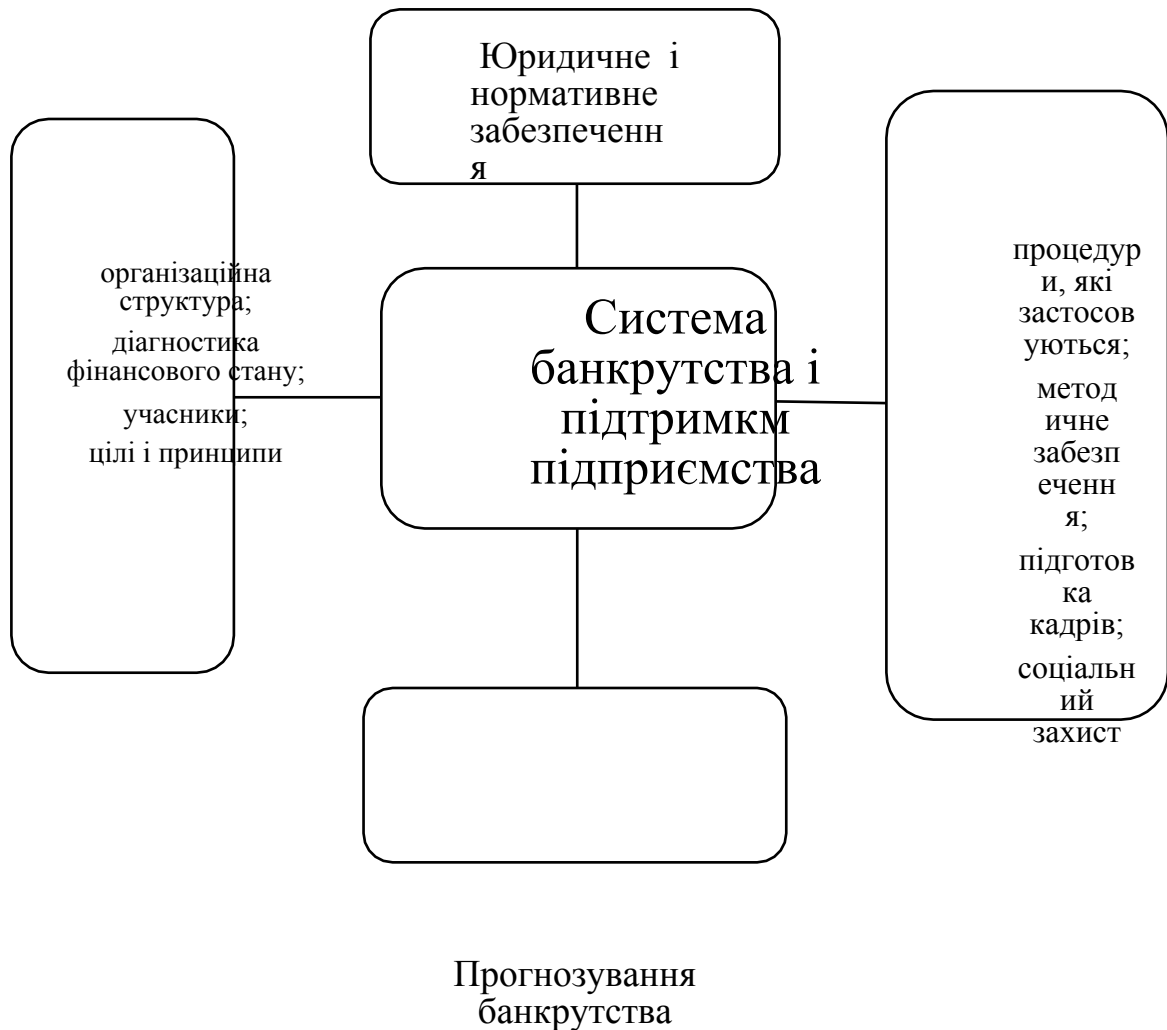 Юридичне і
нормативне
забезпеченн
я
організаційна
структура;
діагностика
фінансового стану;
учасники;
цілі і принципи
Система
банкрутства і
підтримкм
підприємства
процедур
и, які
застосов
уються;
метод
ичне
забезп
еченн
я;
підготов
ка
кадрів;
соціальн
ий
захист
Прогнозування
банкрутства